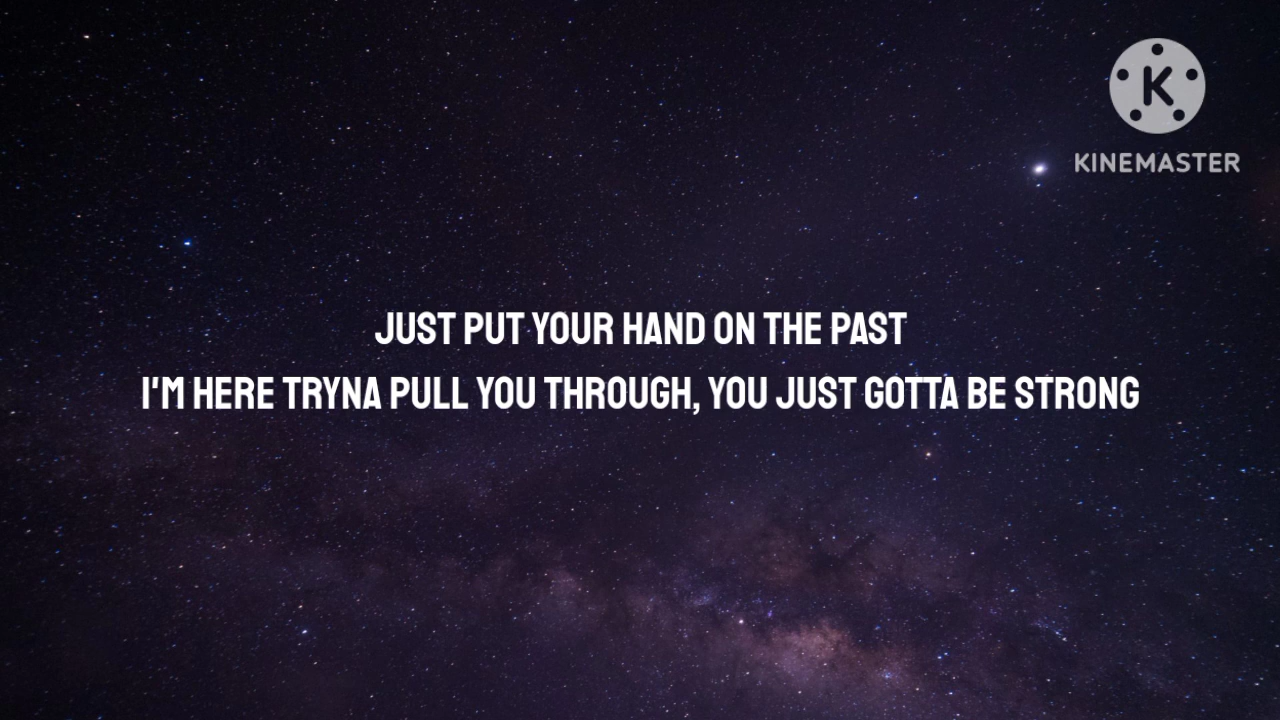 K
KINEMASTER
JUST PUT YOUR HAND ON THE PAST
I'M HERE TRYNA PULL YOU THROUGH, YOU JUST GOTTA BE STRONG